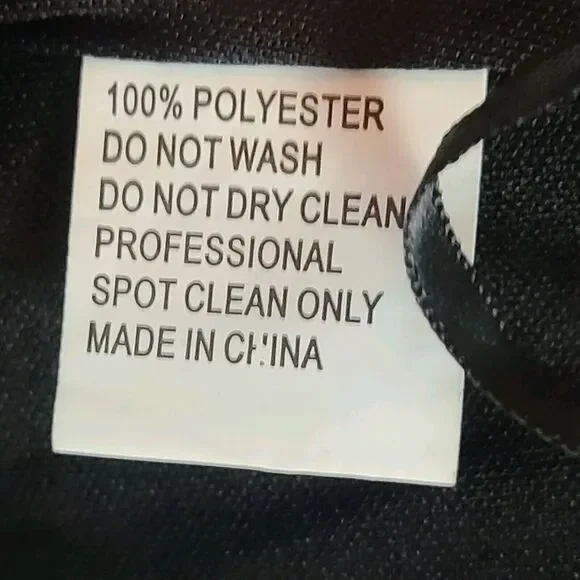 100% POLYESTER
DO NOT WASH
DO NOT DRY CLEAN
PROFESSIONAL
SPOT CLEAN ONLY
MADE IN CHINA